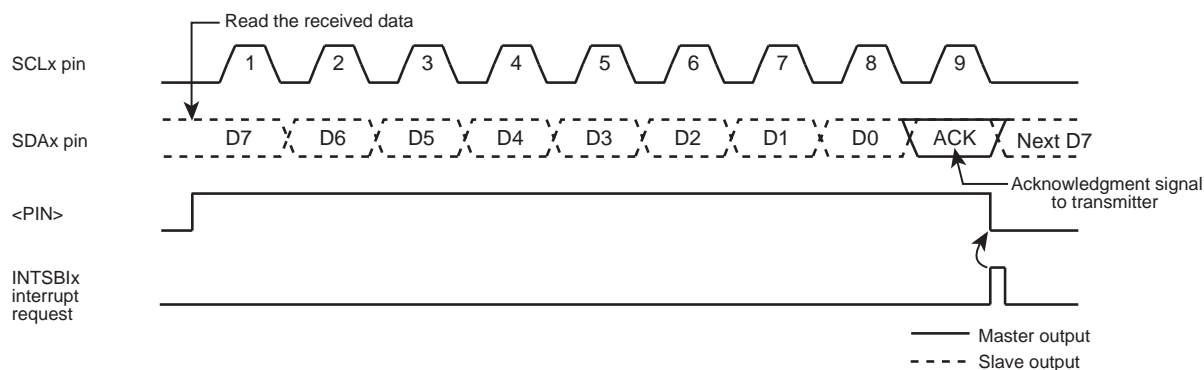 Read the received data
SCLx pin
1 2 3 4 5 6 7 8 9
SDAx pin
D7 D6 D5 D4 D3 D2 D1 D0 ACK Next D7
Acknowledgment signal
to transmitter
<PIN>
INTSBIx
interrupt
request
Master output
Slave output